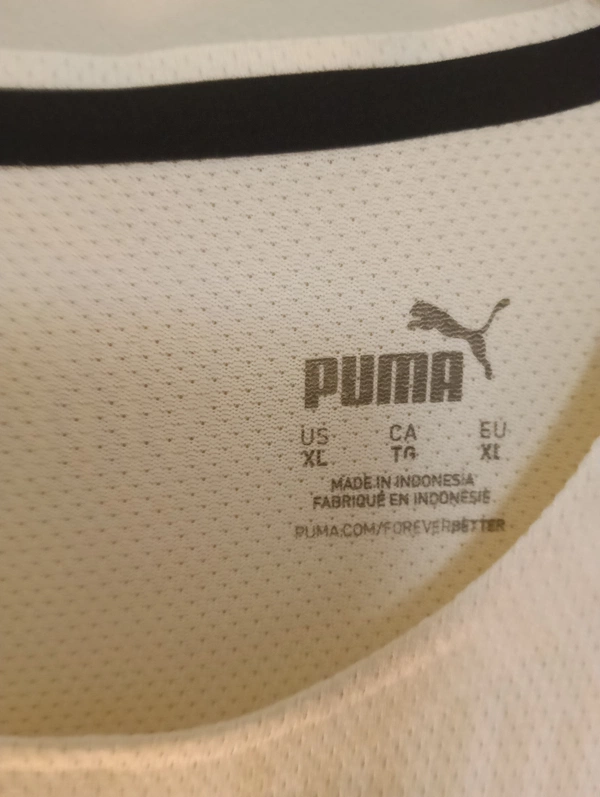 PUMA
US CA EU
XL TG XL
MADE IN INDONESIA
FABRIQUÉ EN INDONÉSIE
PUMA.COM/FOREVERBETTER